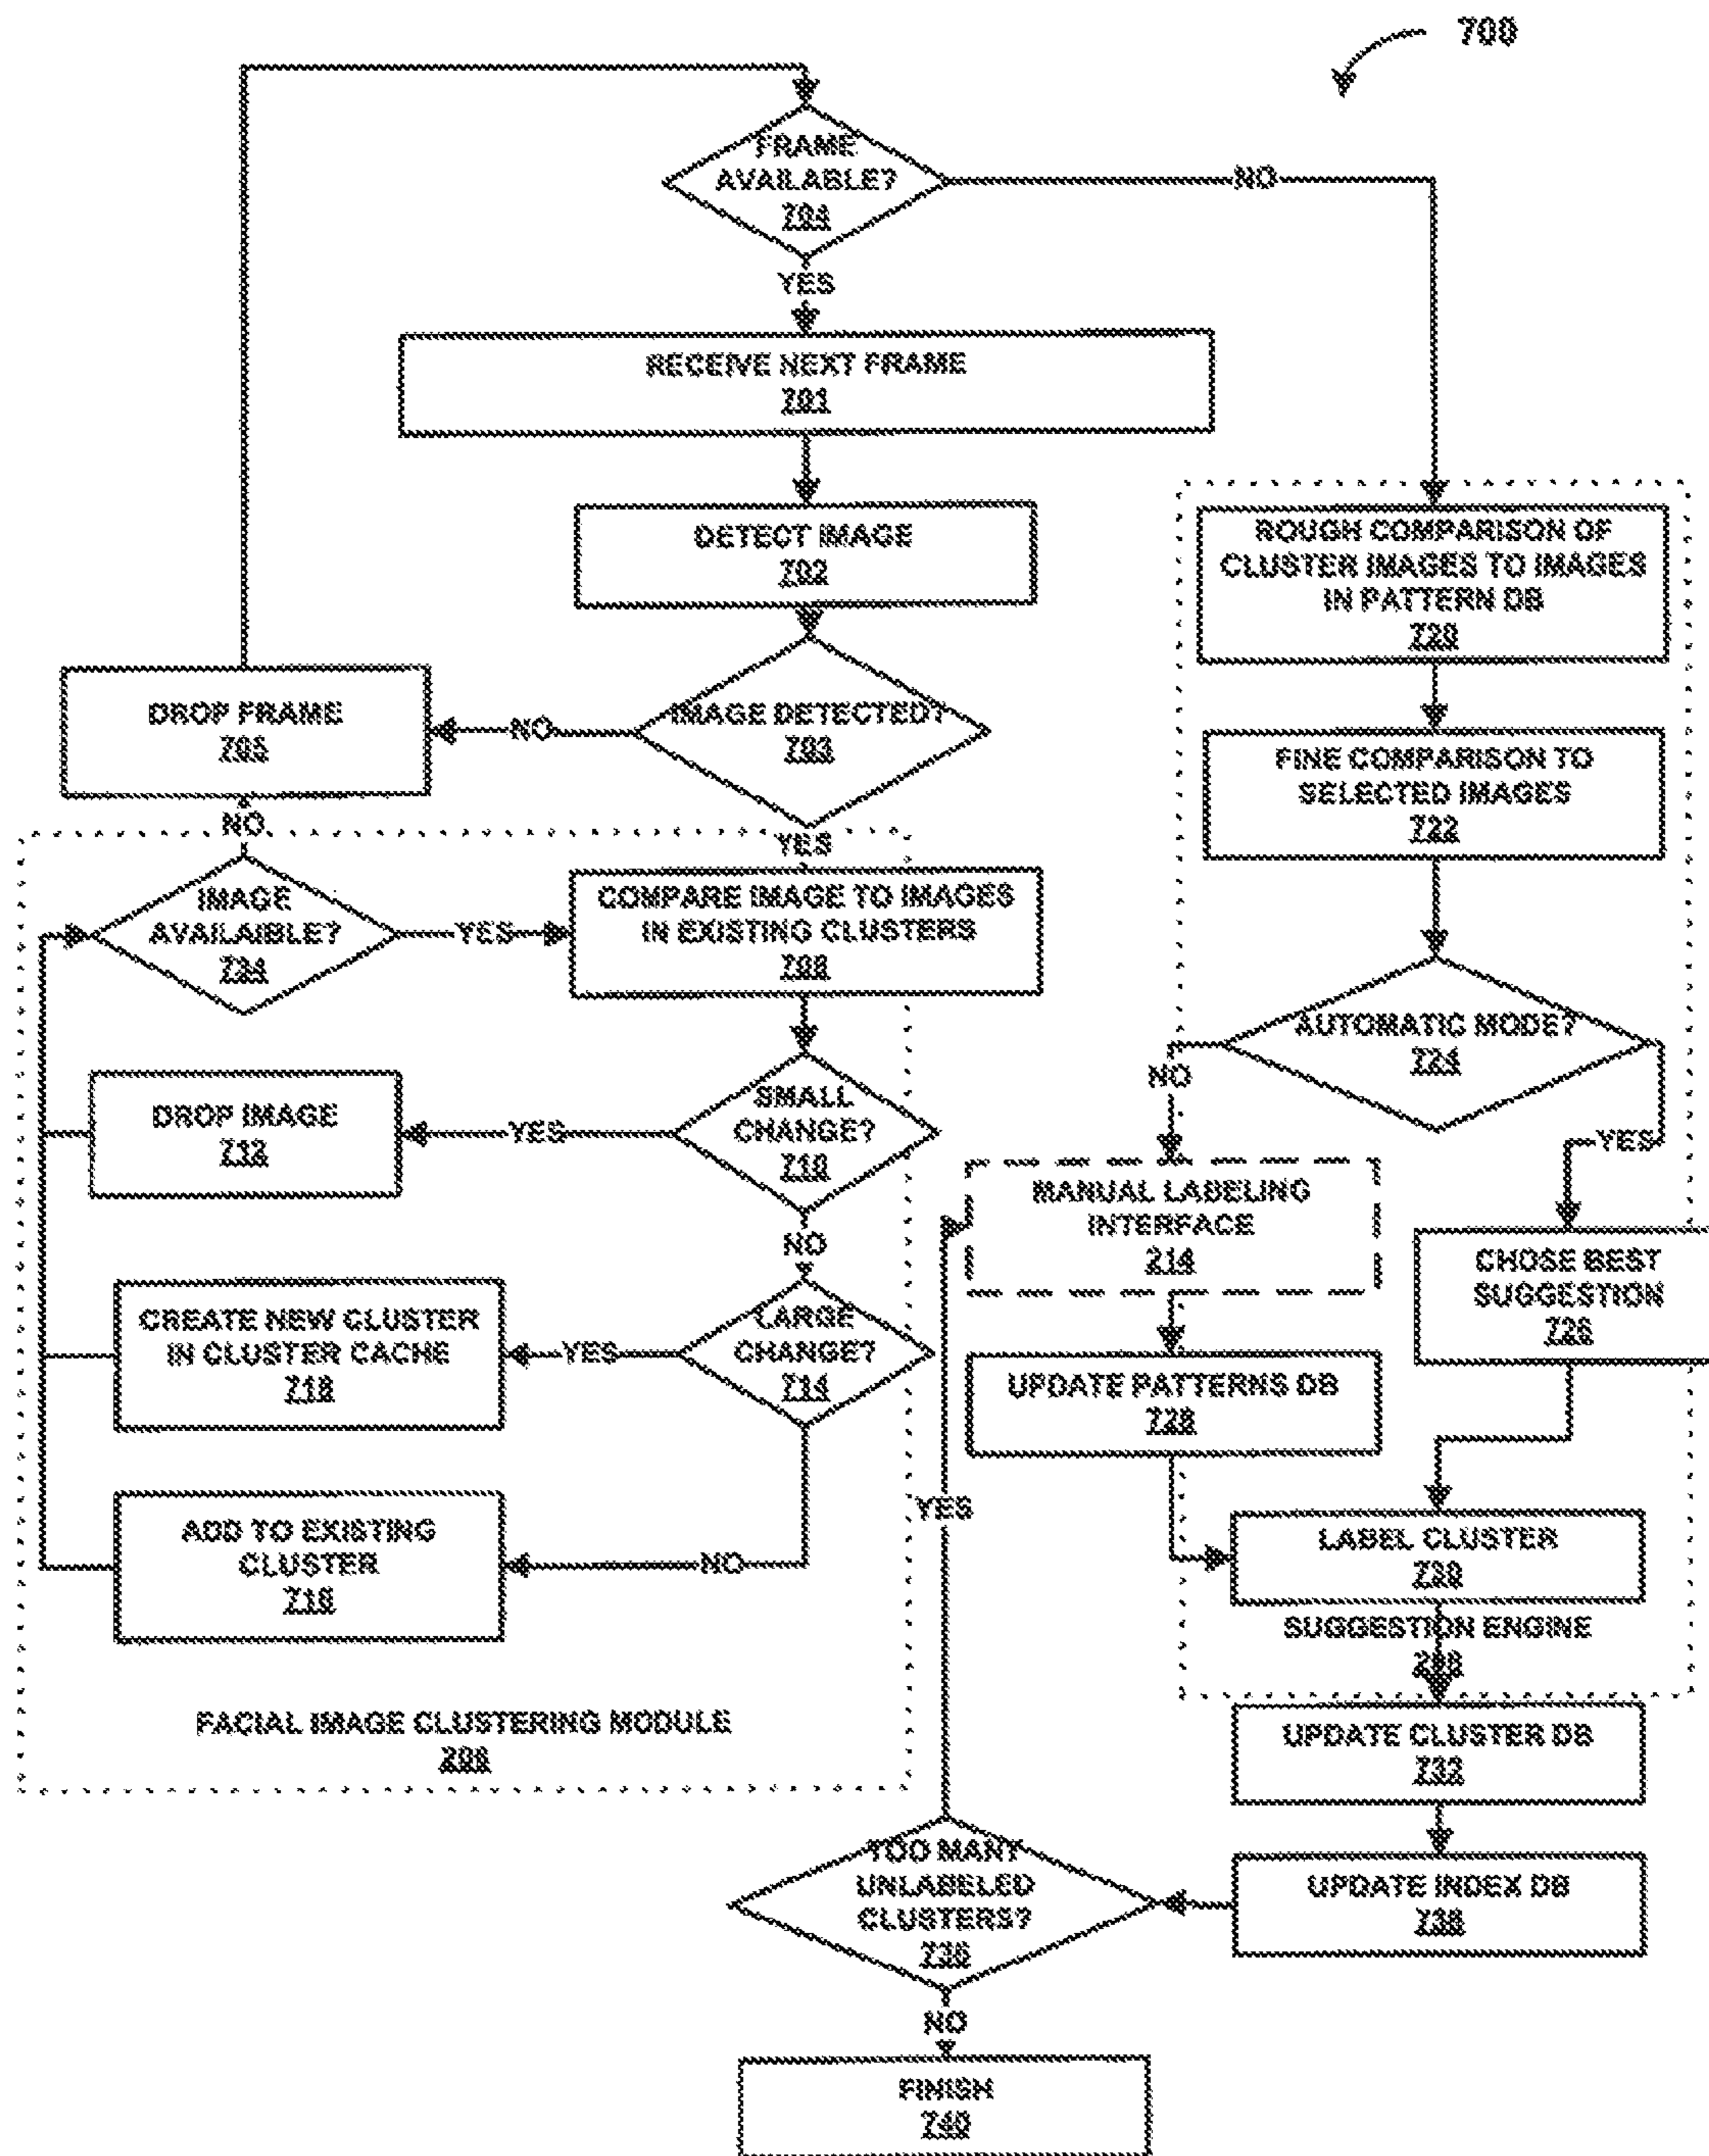 700
FRAME
AVAILABLE?
704
NO
YES
RECEIVE NEXT FRAME
701
DETECT IMAGE
702
IMAGE DETECTED?
703
NO
DROP FRAME
705
YES
NO
IMAGE
AVAILAIBLE?
YES
COMPARE IMAGE TO IMAGES
IN EXISTING CLUSTERS
SMALL
CHANGE?
710
YES
DROP IMAGE
NO
LARGE
CHANGE?
714
YES
CREATE NEW CLUSTER
IN CLUSTER CACHE
718
NO
ADD TO EXISTING
CLUSTER
716
FACIAL IMAGE CLUSTERING MODULE
206
ROUGH COMPARISON OF
CLUSTER IMAGES TO IMAGES
IN PATTERN DB
720
FINE COMPARISON TO
SELECTED IMAGES
722
AUTOMATIC MODE?
724
NO
YES
MANUAL LABELING
INTERFACE
214
CHOSE BEST
SUGGESTION
726
UPDATE PATTERNS DB
728
LABEL CLUSTER
730
SUGGESTION ENGINE
UPDATE CLUSTER DB
UPDATE INDEX DB
738
YES
TOO MANY
UNLABELED
CLUSTERS?
736
NO
FINISH
740